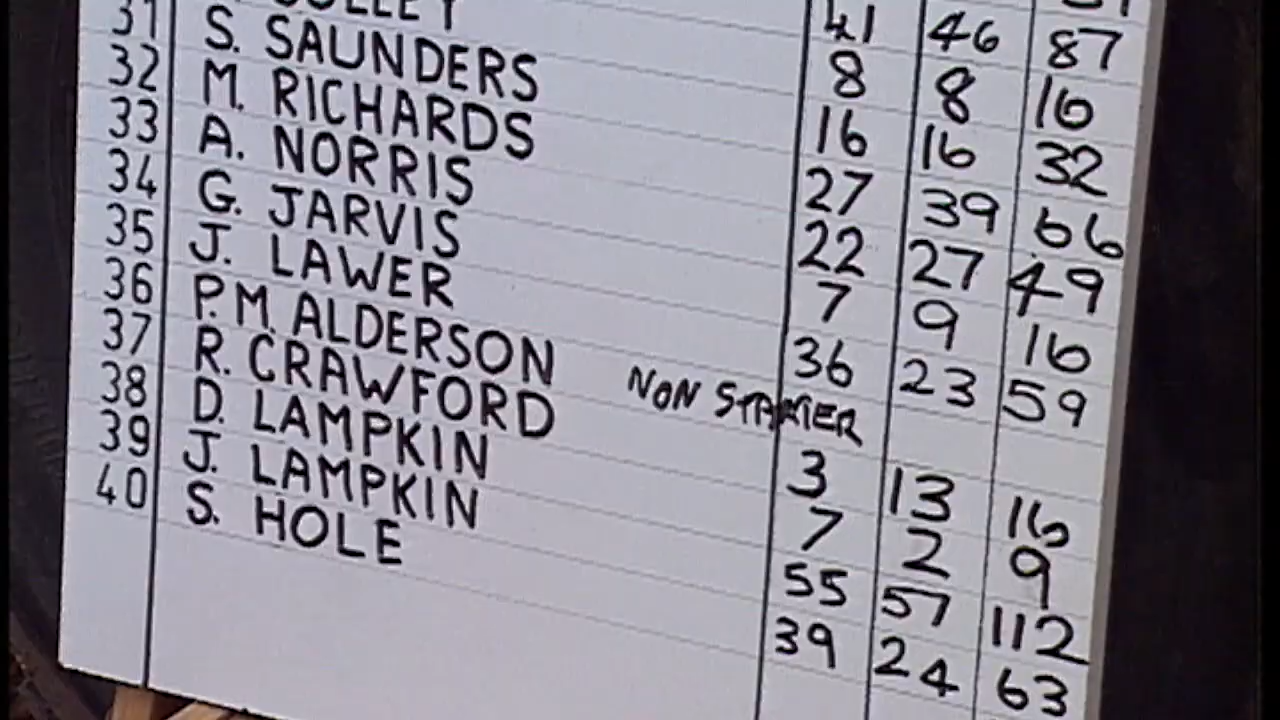 41 46 87
8 8 16
31 S. SAUNDERS 16 16 32
32 M. RICHARDS 27 39 66
33 A. NORRIS 22 27 49
34 G. JARVIS 7 9 16
35 J. LAWER 36 23 59
36 P.M. ALDERSON NON STARTER
37 R. CRAWFORD 3 13 16
38 D. LAMPKIN 7 2 9
39 J. LAMPKIN 55 57 112
40 S. HOLE 39 24 63